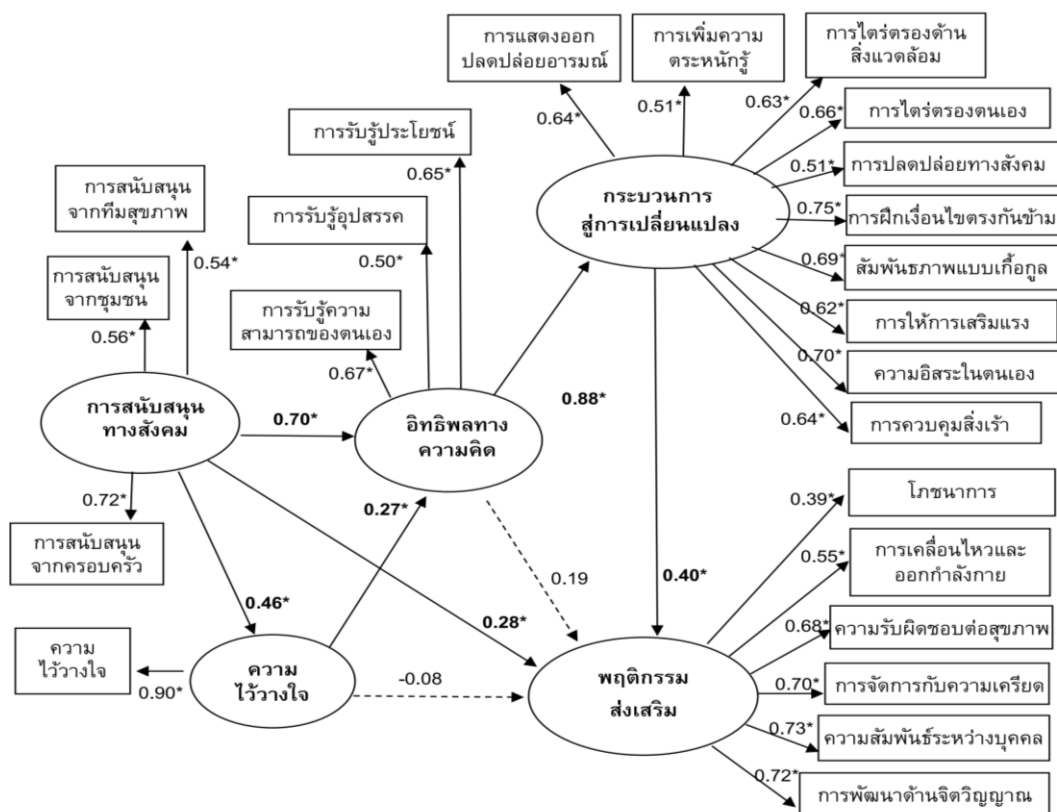 การแสดงออก
ปลดปล่อยอารมณ์
การเพิ่มความ
ตระหนักรู้
การไตร่ตรองด้าน
สิ่งแวดล้อม
0.64*
0.51*
0.63*
การไตร่ตรองตนเอง
0.66*
การปลดปล่อยทางสังคม
0.51*
การฝึกเงื่อนไขตรงกันข้าม
0.75*
สัมพันธภาพแบบเกื้อกูล
0.69*
การให้การเสริมแรง
0.62*
ความอิสระในตนเอง
0.70*
การควบคุมสิ่งเร้า
0.64*
กระบวนการ
สู่การเปลี่ยนแปลง
การรับรู้ประโยชน์
0.65*
การรับรู้อุปสรรค
0.50*
การรับรู้ความ
สามารถของตนเอง
0.67*
การสนับสนุน
จากทีมสุขภาพ
0.54*
การสนับสนุน
จากชุมชน
0.56*
การสนับสนุน
ทางสังคม
0.70*
อิทธิพลทาง
ความคิด
0.88*
0.72*
การสนับสนุน
จากครอบครัว
0.27*
0.46*
0.28*
0.19
0.40*
ความ
ไว้วางใจ
0.90*
ความ
ไว้วางใจ
-0.08
พฤติกรรม
ส่งเสริม
โภชนาการ
0.39*
การเคลื่อนไหวและ
ออกกำลังกาย
0.55*
ความรับผิดชอบต่อสุขภาพ
0.68*
การจัดการกับความเครียด
0.70*
ความสัมพันธ์ระหว่างบุคคล
0.73*
การพัฒนาด้านจิตวิญญาณ
0.72*